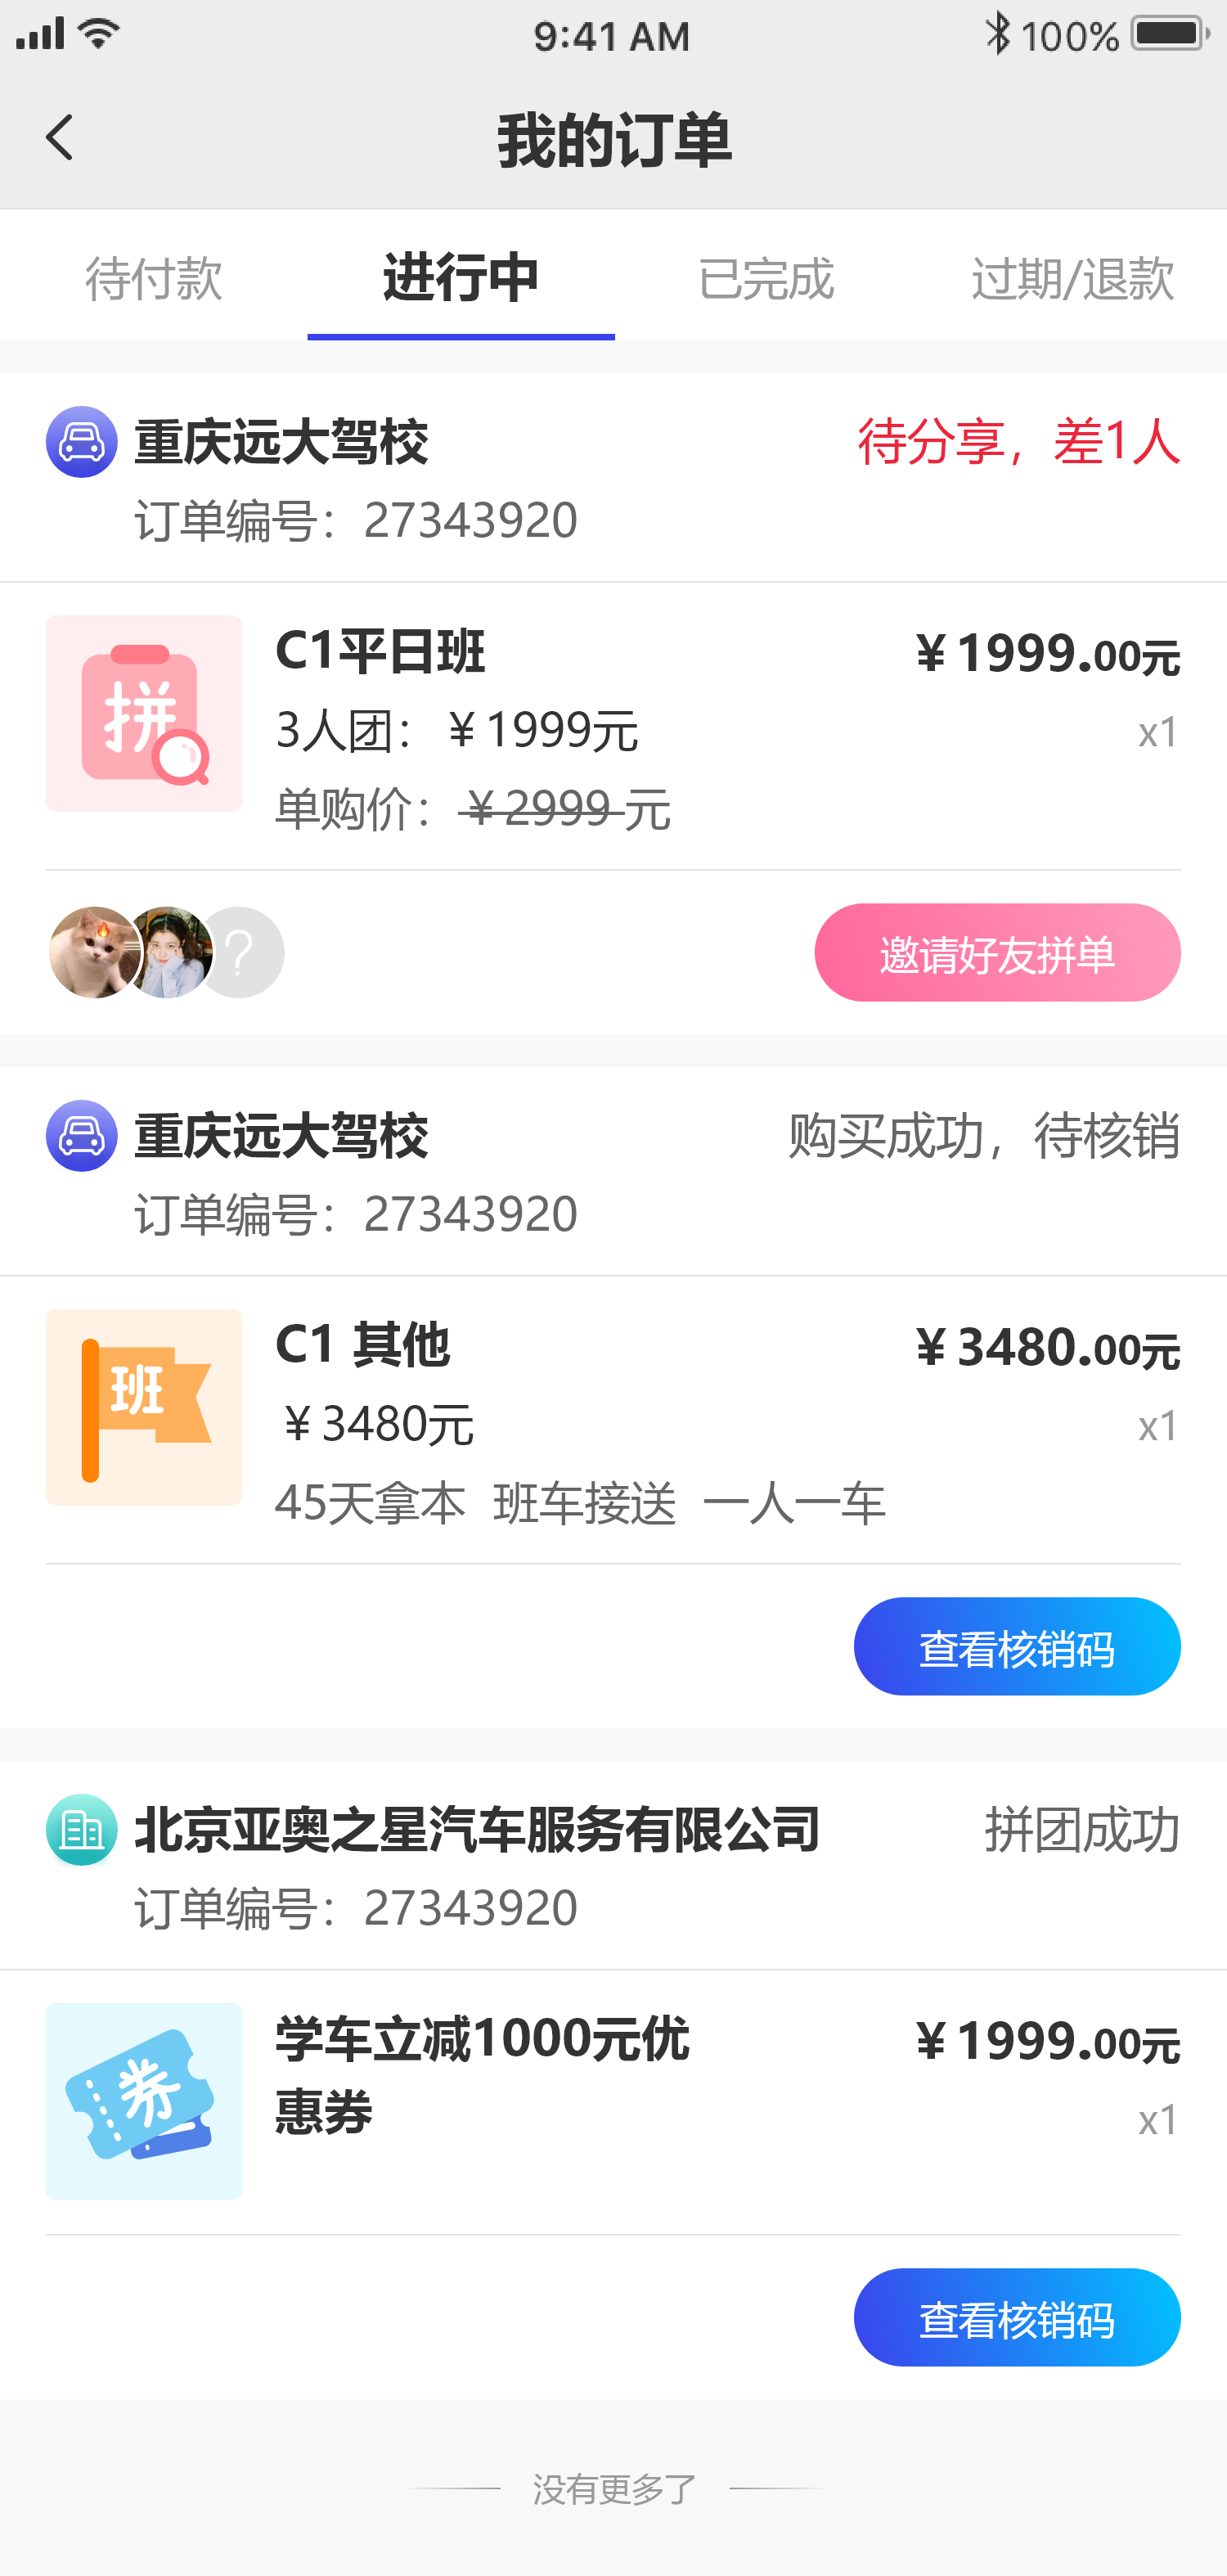 9:41 AM
100%
我的订单
待付款 进行中 已完成 过期/退款
重庆远大驾校 待分享，差1人
订单编号：27343920
拼
C1平日班 ¥1999.00元
3人团：¥1999元 x1
单购价：¥2999元
? 邀请好友拼单
重庆远大驾校 购买成功，待核销
订单编号：27343920
班
C1 其他 ¥3480.00元
¥3480元 x1
45天拿本 班车接送 一人一车
查看核销码
北京亚奥之星汽车服务有限公司 拼团成功
订单编号：27343920
券
学车立减1000元优 ¥1999.00元
惠券 x1
查看核销码
没有更多了